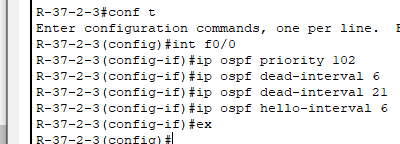 R-37-2-3#conf t
Enter configuration commands, one per line.
R-37-2-3(config)#int f0/0
R-37-2-3(config-if)#ip ospf priority 102
R-37-2-3(config-if)#ip ospf dead-interval 6
R-37-2-3(config-if)#ip ospf dead-interval 21
R-37-2-3(config-if)#ip ospf hello-interval 6
R-37-2-3(config-if)#ex
R-37-2-3(config)#